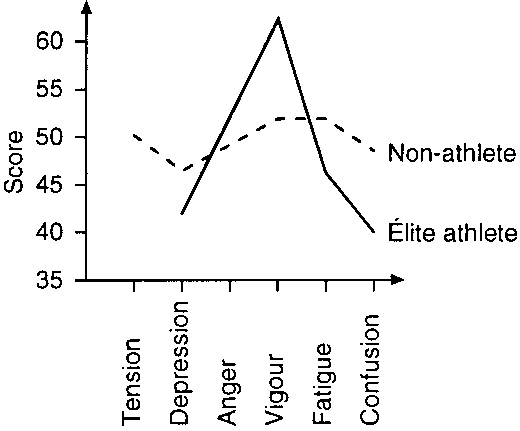 60
55
50
45
40
35
Score
Non-athlete
Élite athlete
Tension
Depression
Anger
Vigour
Fatigue
Confusion